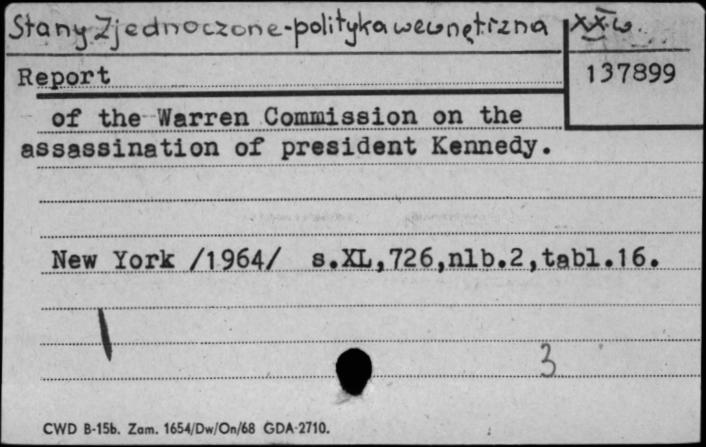 Stany Zjednoczone-polityka wewnętrzna XX w.
Report 137899
of the Warren Commission on the
assassination of president Kennedy.
New York /1964/ s.XL,726,nlb.2,tabl.16.
3
CWD B-15b. Zam. 1654/Dw/On/68 GDA-2710.